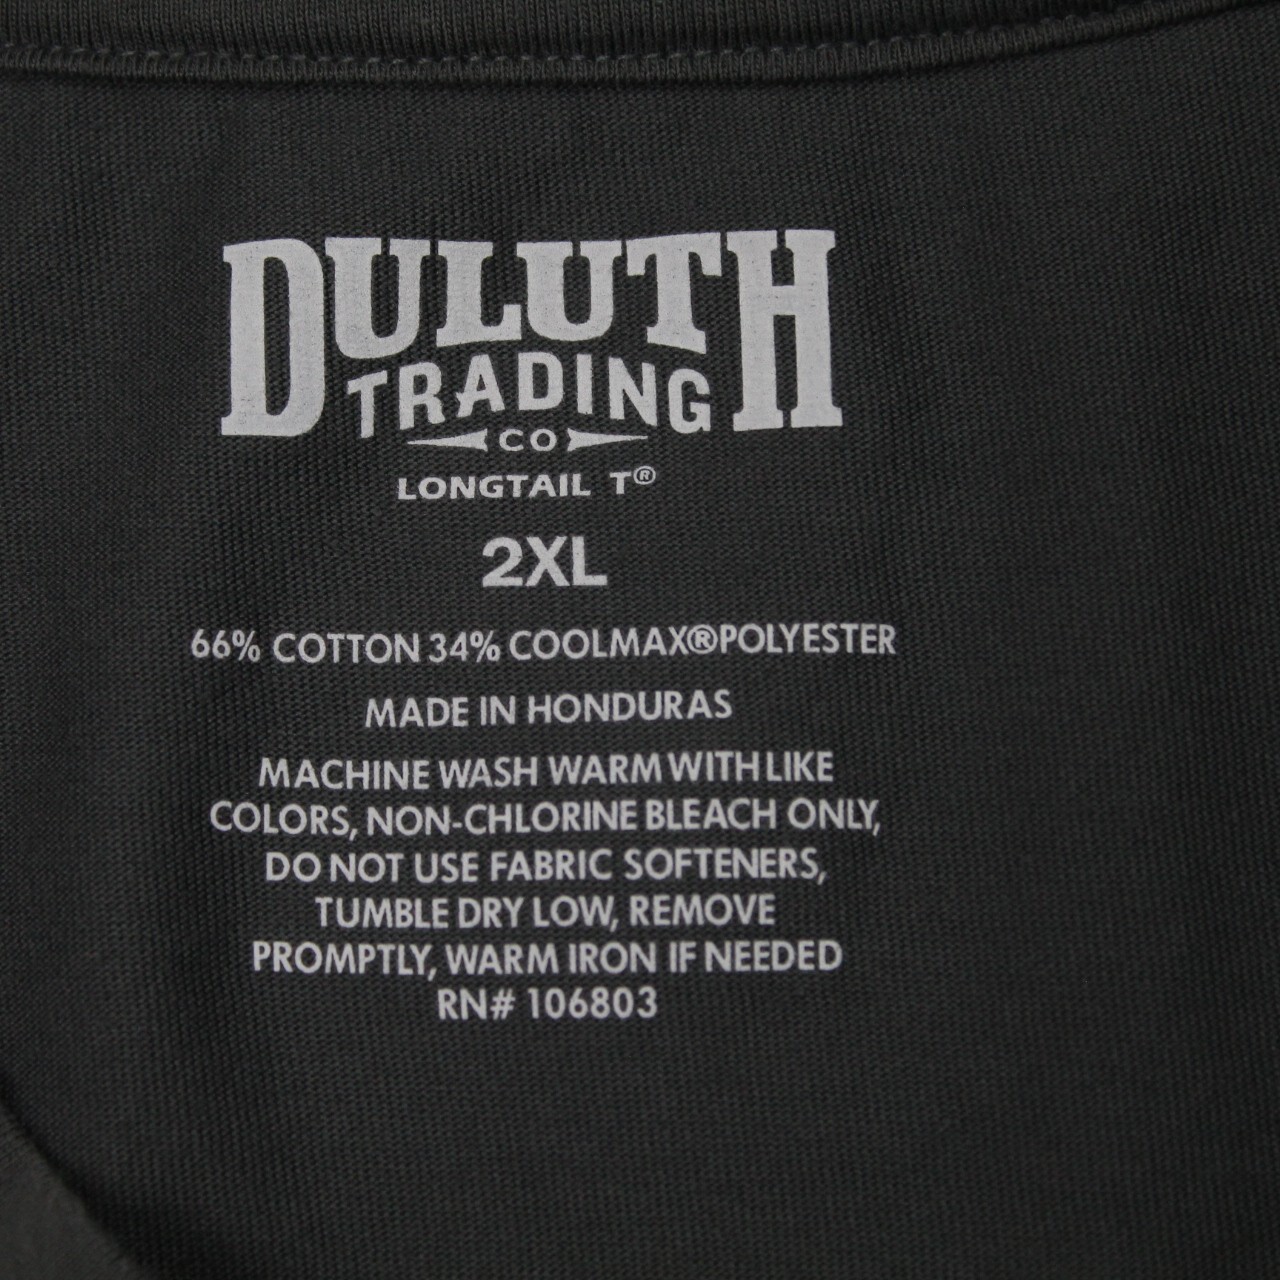 DULUTH
TRADING
CO
LONGTAIL T®
2XL
66% COTTON 34% COOLMAX®POLYESTER
MADE IN HONDURAS
MACHINE WASH WARM WITH LIKE
COLORS, NON-CHLORINE BLEACH ONLY,
DO NOT USE FABRIC SOFTENERS,
TUMBLE DRY LOW, REMOVE
PROMPTLY, WARM IRON IF NEEDED
RN# 106803